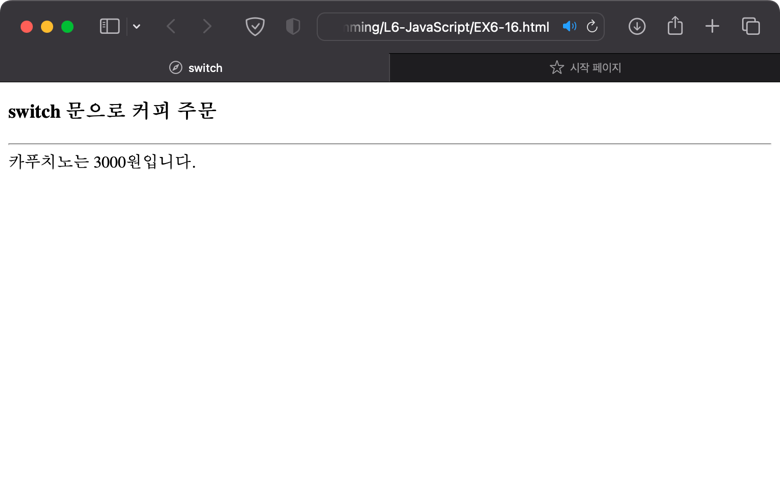 ming/L6-JavaScript/EX6-16.html
switch
시작 페이지
switch 문으로 커피 주문
카푸치노는 3000원입니다.